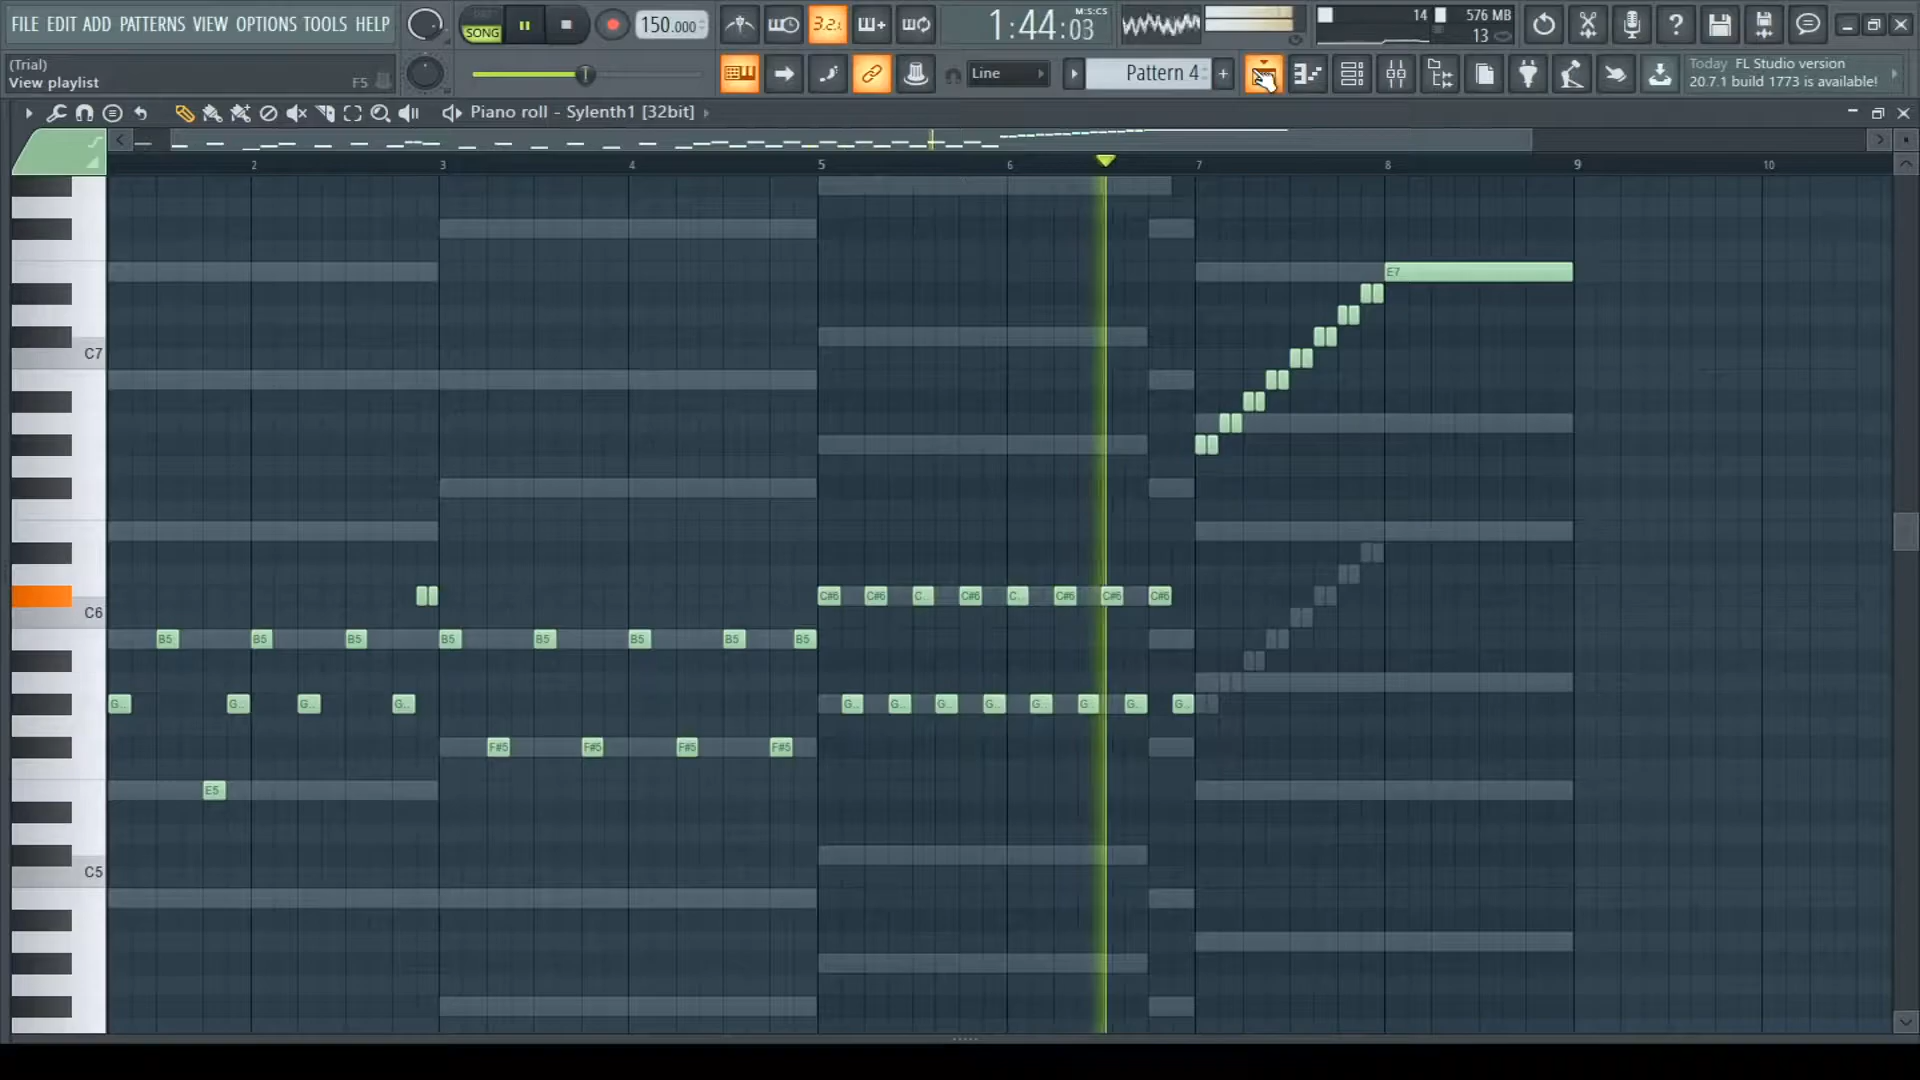 FILE EDIT ADD PATTERNS VIEW OPTIONS TOOLS HELP
SONG
150.000
3.2.
1:44:03
M:S:CS
14
576 MB
13
(Trial)
View playlist
F5
Line
Pattern 4
Today FL Studio version
20.7.1 build 1773 is available!
Piano roll - Sylenth1 [32bit]
2 3 4 5 6 7 8 9 10
E7
C7
C#6 C#6 C.. C#6 C.. C#6 C#6 C#6
C6
B5 B5 B5 B5 B5 B5 B5 B5
G.. G.. G.. G.. G.. G.. G.. G.. G.. G.. G.. G..
F#5 F#5 F#5 F#5
E5
C5